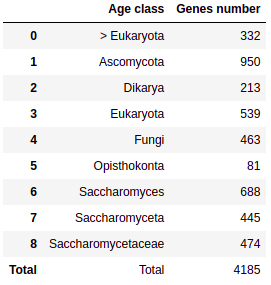 Age class Genes number
0 > Eukaryota 332
1 Ascomycota 950
2 Dikarya 213
3 Eukaryota 539
4 Fungi 463
5 Opisthokonta 81
6 Saccharomyces 688
7 Saccharomyceta 445
8 Saccharomycetaceae 474
Total Total 4185